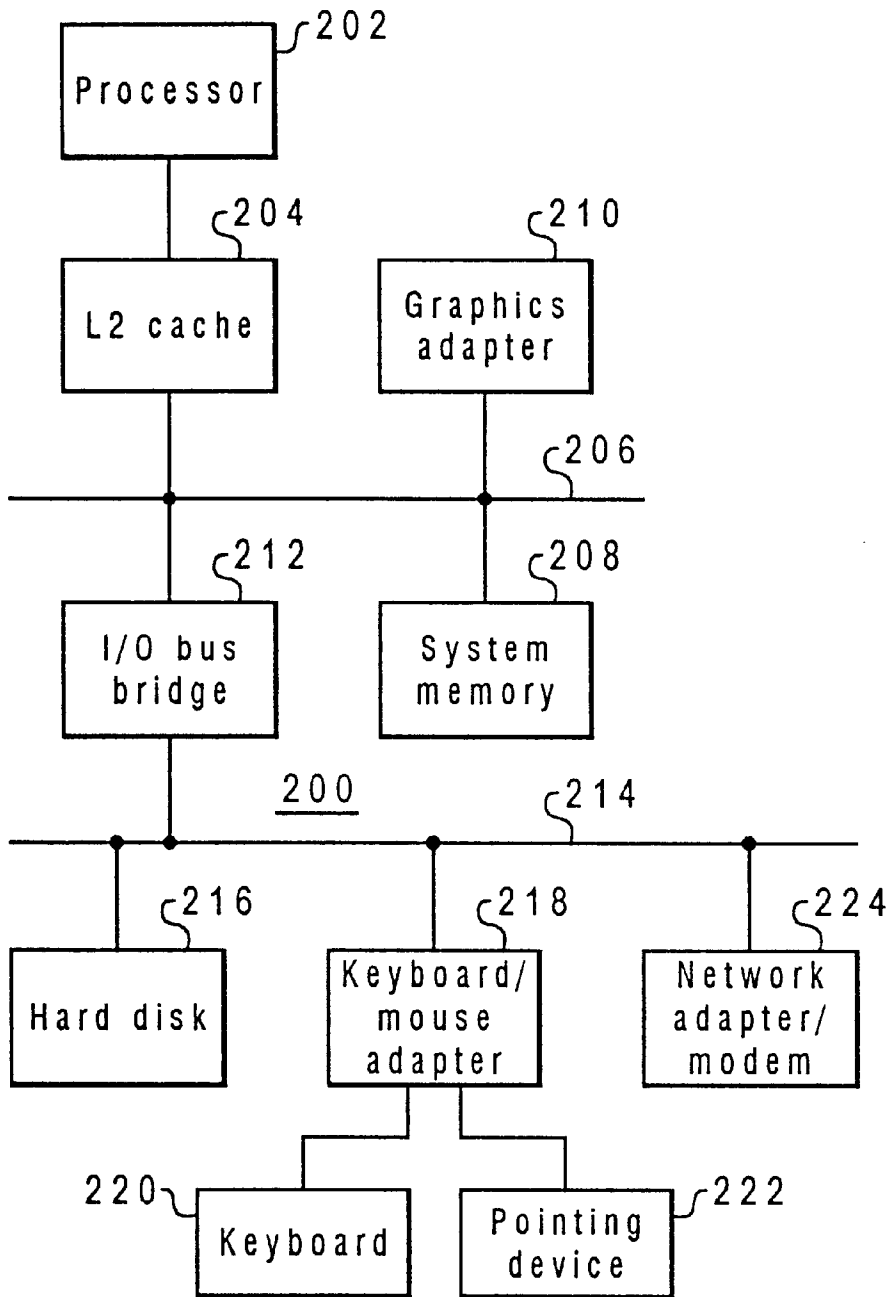 202
Processor
204
210
L2 cache
Graphics
adapter
206
212
208
I/O bus
bridge
System
memory
200
214
216
218
224
Hard disk
Keyboard/
mouse
adapter
Network
adapter/
modem
220
222
Keyboard
Pointing
device